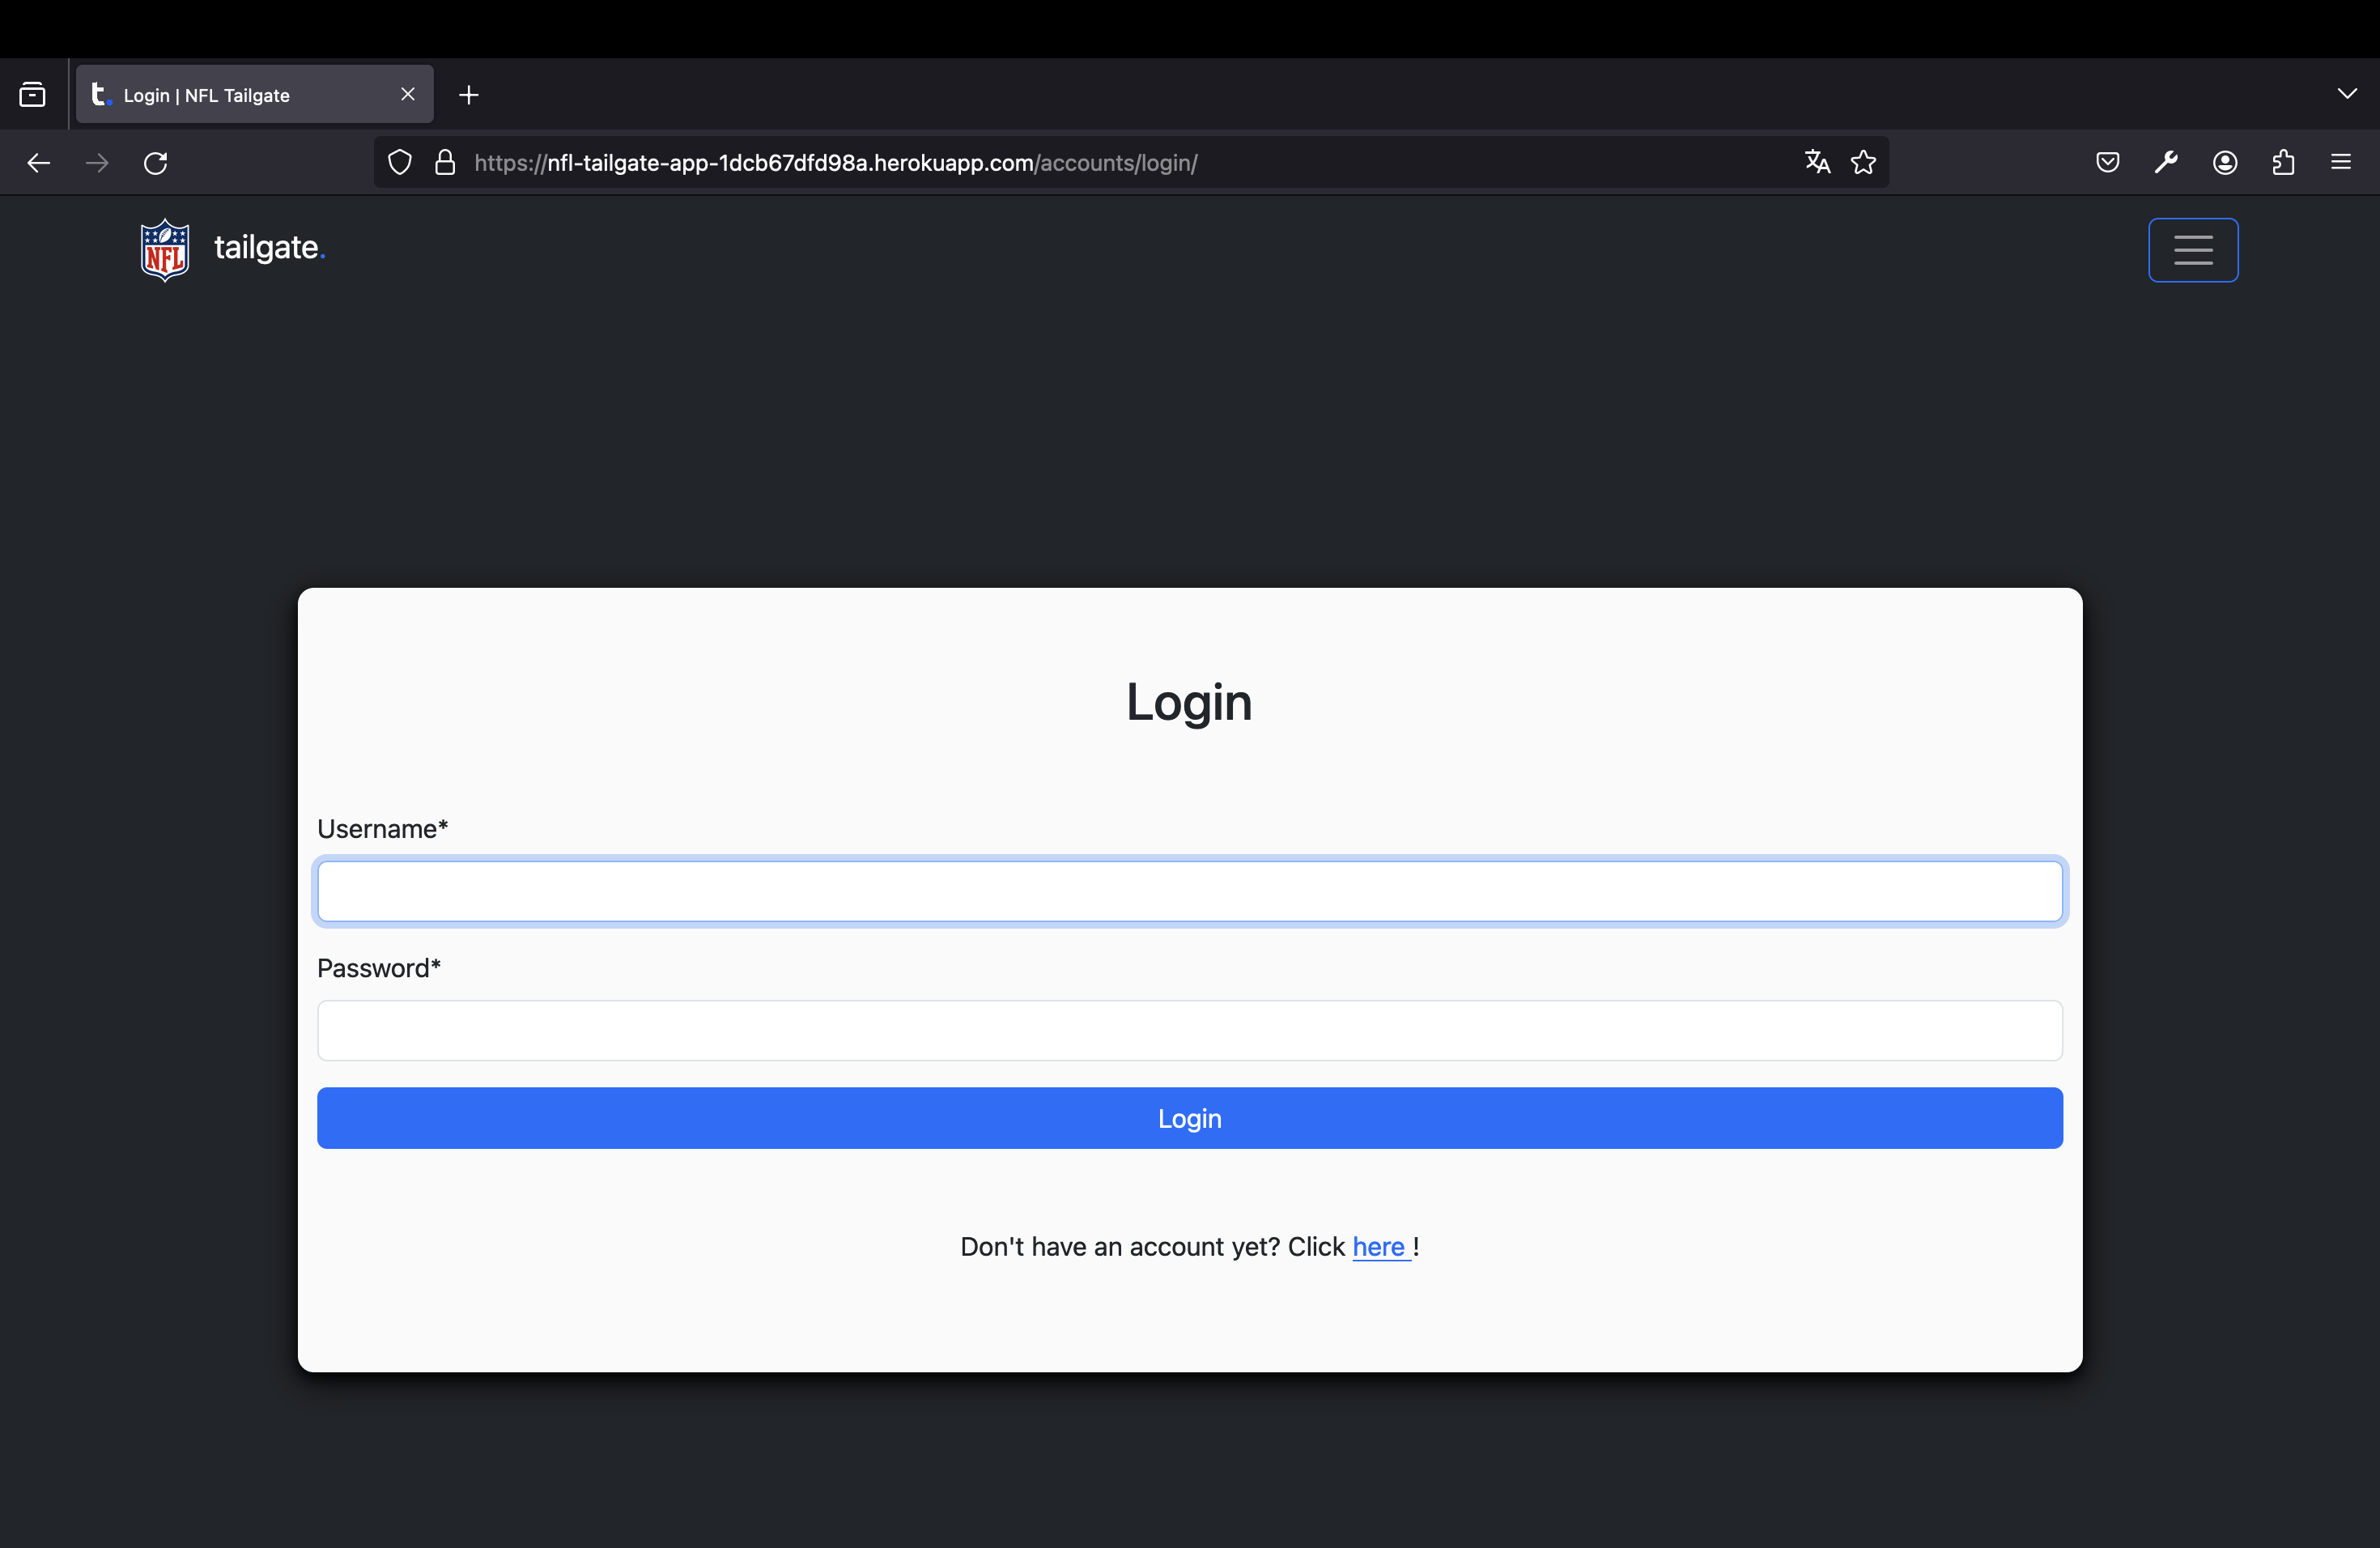 Login | NFL Tailgate
https://nfl-tailgate-app-1dcb67dfd98a.herokuapp.com/accounts/login/
NFL tailgate.
Login
Username*
Password*
Login
Don't have an account yet? Click here !